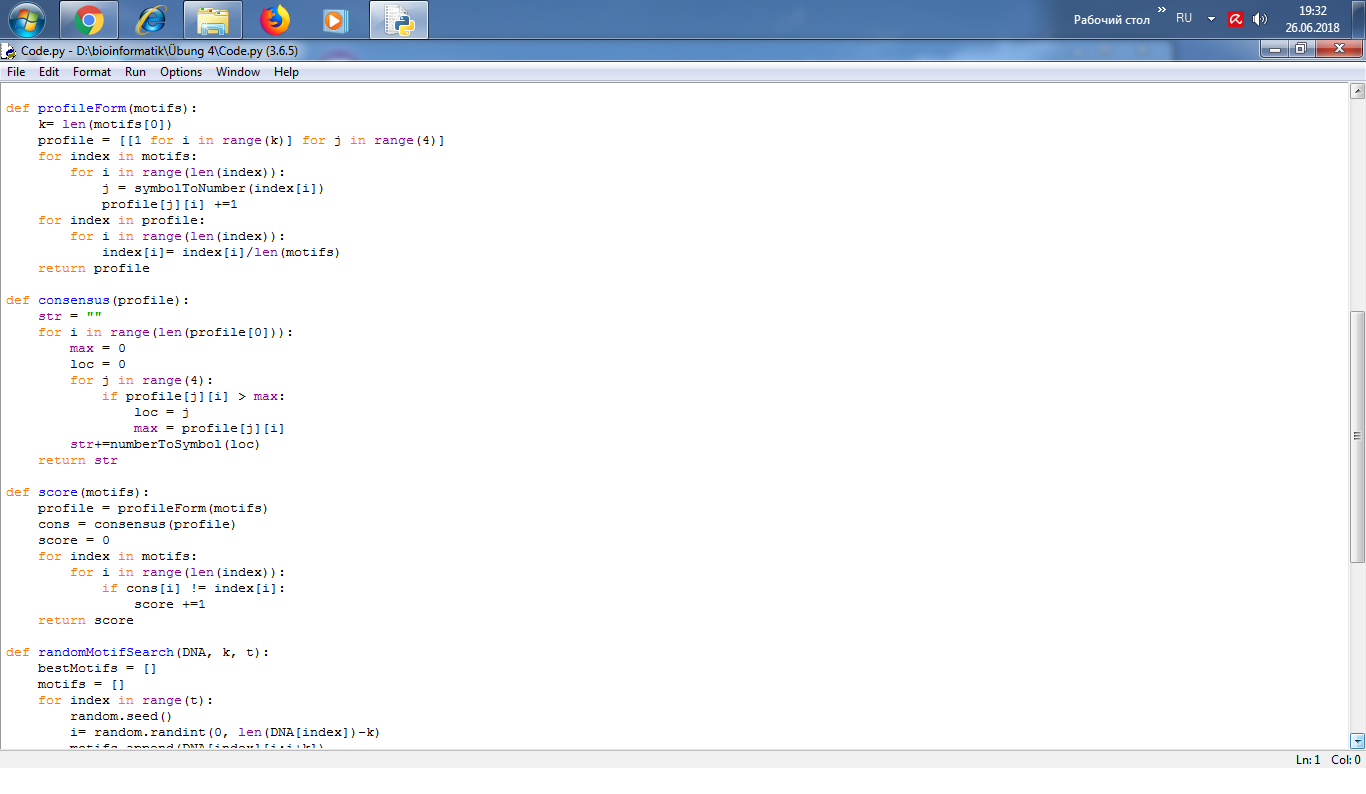 Рабочий стол » RU 19:32
26.06.2018
Code.py - D:\bioinformatik\Übung 4\Code.py (3.6.5)
File Edit Format Run Options Window Help
def profileForm(motifs):
    k= len(motifs[0])
    profile = [[1 for i in range(k)] for j in range(4)]
    for index in motifs:
        for i in range(len(index)):
            j = symbolToNumber(index[i])
            profile[j][i] +=1
    for index in profile:
        for i in range(len(index)):
            index[i]= index[i]/len(motifs)
    return profile
def consensus(profile):
    str = ""
    for i in range(len(profile[0])):
        max = 0
        loc = 0
        for j in range(4):
            if profile[j][i] > max:
                loc = j
                max = profile[j][i]
        str+=numberToSymbol(loc)
    return str
def score(motifs):
    profile = profileForm(motifs)
    cons = consensus(profile)
    score = 0
    for index in motifs:
        for i in range(len(index)):
            if cons[i] != index[i]:
                score +=1
    return score
def randomMotifSearch(DNA, k, t):
    bestMotifs = []
    motifs = []
    for index in range(t):
        random.seed()
        i= random.randint(0, len(DNA[index])-k)
        motifs.append(DNA[index][i:i+k])
Ln: 1 Col: 0